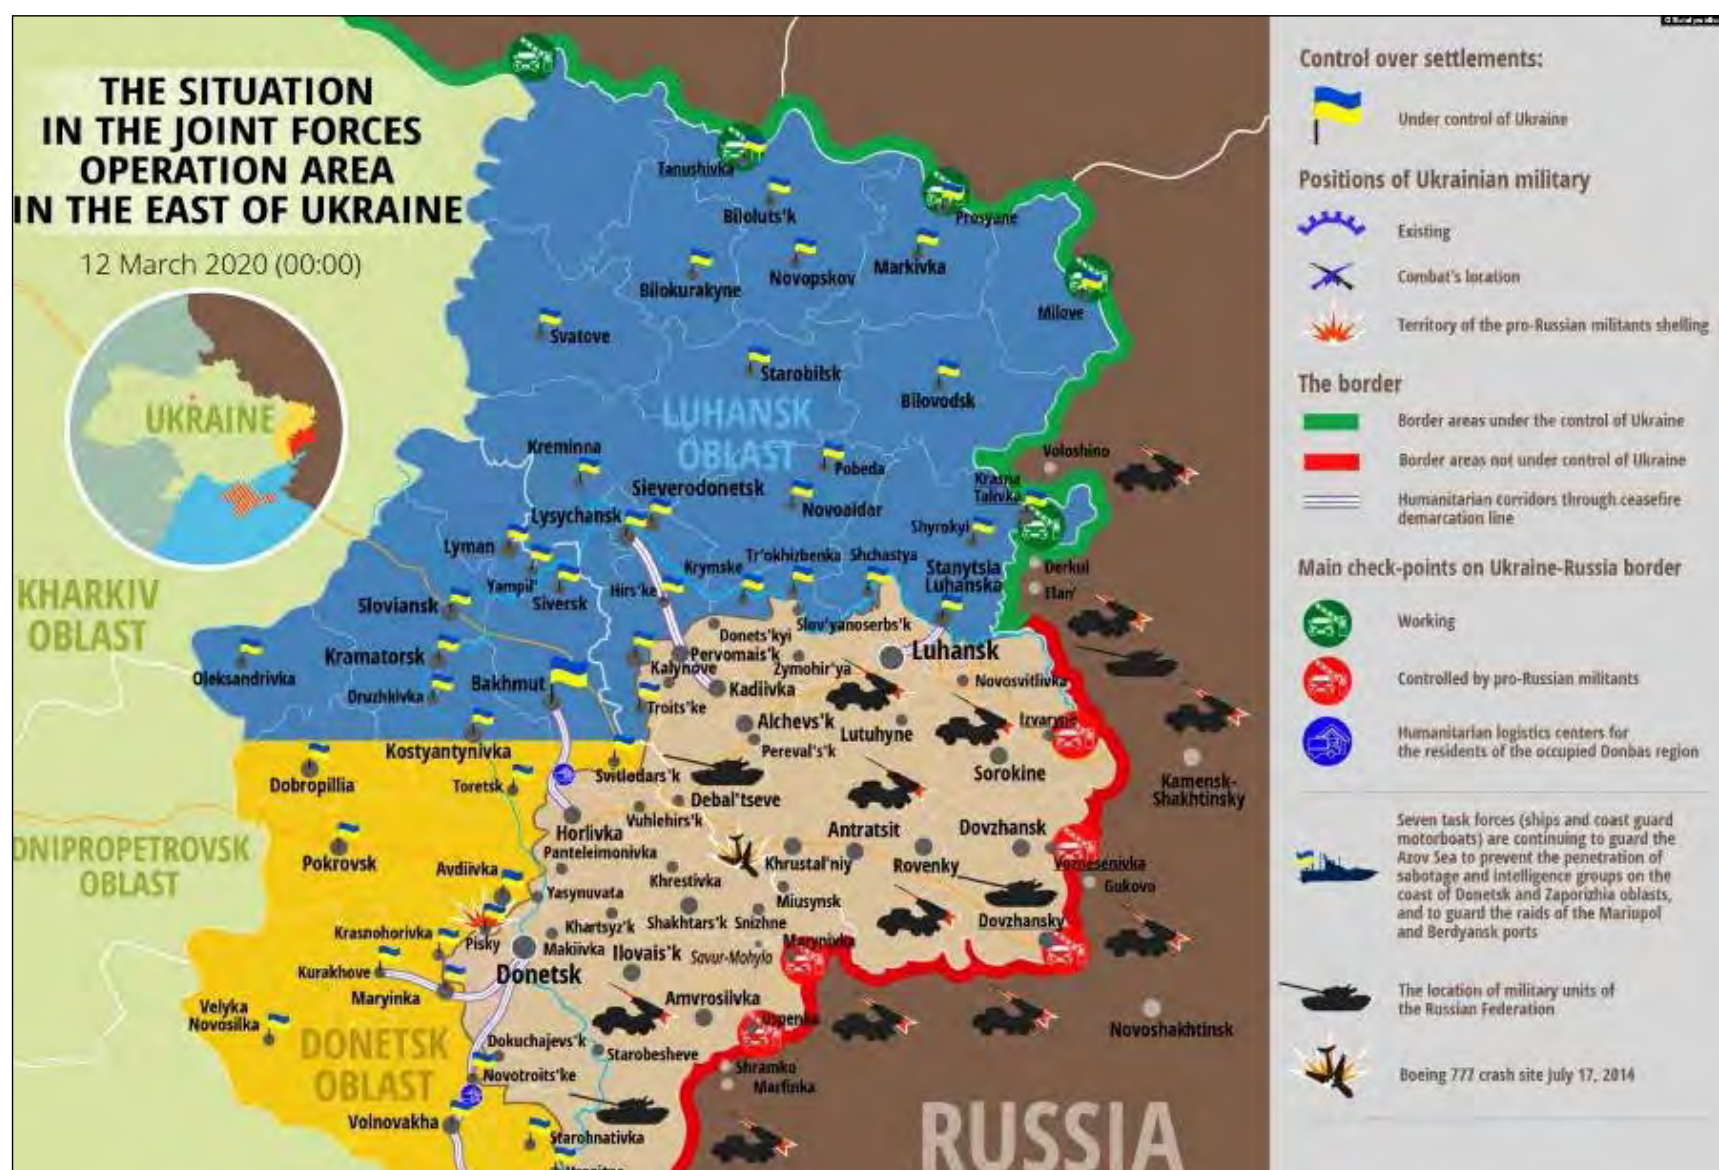 THE SITUATION
IN THE JOINT FORCES
OPERATION AREA
IN THE EAST OF UKRAINE
12 March 2020 (00:00)
UKRAINE
KHARKIV
OBLAST
DNIPROPETROVSK
OBLAST
LUHANSK
OBLAST
DONETSK
OBLAST
RUSSIA
Tanushivka
Biloluts'k
Prosyane
Bilokurakyne
Novopskov
Markivka
Milove
Svatove
Starobilsk
Bilovodsk
Kreminna
Pobeda
Voloshino
Sieverodonetsk
Krasna
Talivka
Lysychansk
Novoaidar
Shyrokyi
Lyman
Krymske
Tr'okhizbenka
Shchastya
Stanytsia
Luhanska
Derkul
Elan'
Yampil'
Siversk
Hirs'ke
Sloviansk
Slov'yanoserbs'k
Donets'kyi
Pervomais'k
Luhansk
Kramatorsk
Oleksandrivka
Kalynove
Zymohir'ya
Kadiivka
Novosvitlivka
Druzhkivka
Bakhmut
Troits'ke
Alchevs'k
Lutuhyne
Izvaryne
Kostyantynivka
Pereval's'k
Sorokine
Kamensk-
Shakhtinsky
Dobropillia
Toretsk
Svitlodars'k
Debal'tseve
Vuhlehirs'k
Horlivka
Antratsit
Dovzhansk
Pokrovsk
Panteleimonivka
Khrustal'niy
Rovenky
Voznesenivka
Avdiivka
Khrestivka
Gukovo
Yasynuvata
Miusynsk
Krasnohorivka
Pisky
Khartsyz'k
Shakhtars'k
Snizhne
Dovzhansky
Makiivka
Ilovais'k
Savur-Mohyla
Marynivka
Kurakhove
Donetsk
Maryinka
Amvrosiivka
Velyka
Novosilka
Uspenka
Novoshakhtinsk
Dokuchajevs'k
Starobesheve
Novotroits'ke
Shramko
Marfinka
Volnovakha
Starohnativka
Control over settlements:
Under control of Ukraine
Positions of Ukrainian military
Existing
Combat's location
Territory of the pro-Russian militants shelling
The border
Border areas under the control of Ukraine
Border areas not under control of Ukraine
Humanitarian corridors through ceasefire
demarcation line
Main check-points on Ukraine-Russia border
Working
Controlled by pro-Russian militants
Humanitarian logistics centers for
the residents of the occupied Donbas region
Seven task forces (ships and coast guard
motorboats) are continuing to guard the
Azov Sea to prevent the penetration of
sabotage and intelligence groups on the
coast of Donetsk and Zaporizhia oblasts,
and to guard the raids of the Mariupol
and Berdyansk ports
The location of military units of
the Russian Federation
Boeing 777 crash site July 17, 2014